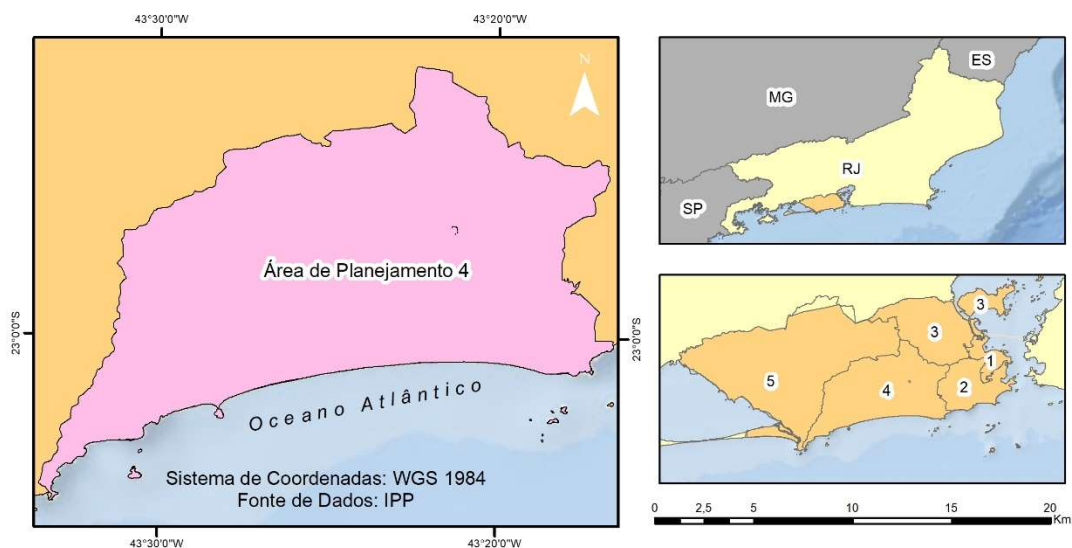 43°30'0"W
43°20'0"W
N
Área de Planejamento 4
23°0'0"S
23°0'0"S
Oceano Atlântico
Sistema de Coordenadas: WGS 1984
Fonte de Dados: IPP
43°30'0"W
43°20'0"W
ES
MG
RJ
SP
3
3
1
5
4
2
0 2,5 5 10 15 20
Km